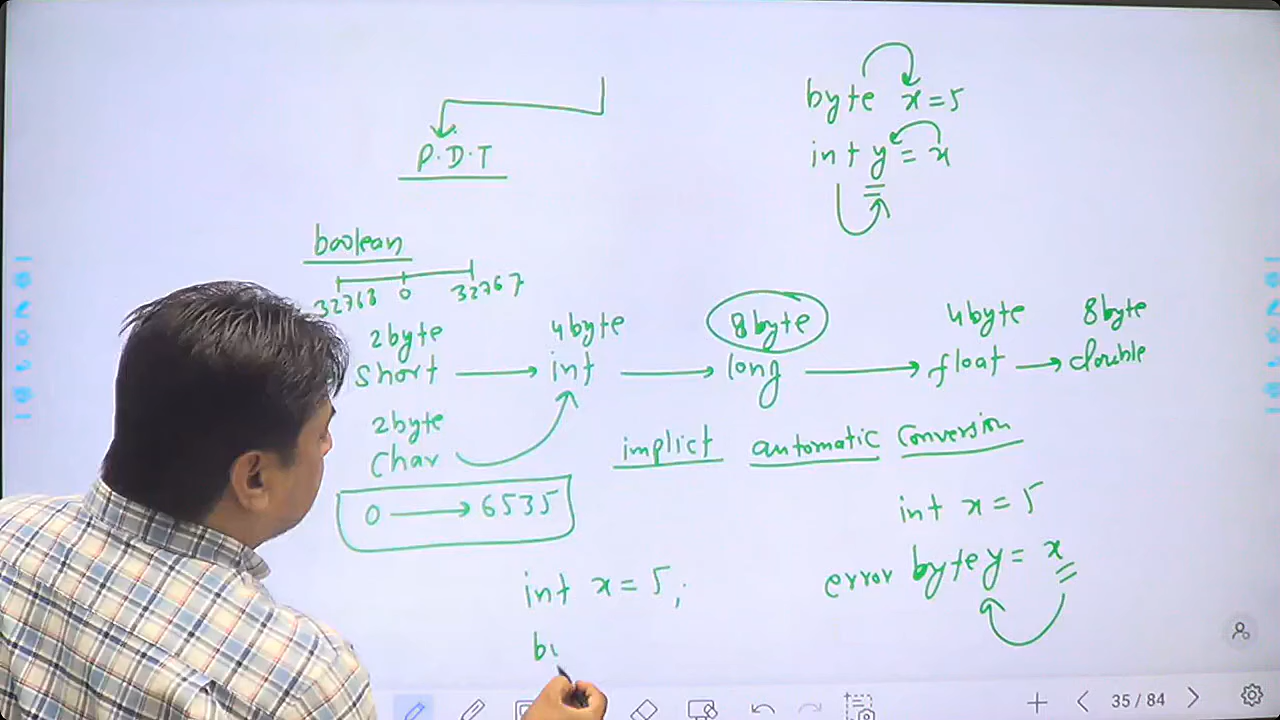 byte x=5
int y = x
P.D.T
boolean
32768 0 32767
2byte 4byte 8byte 4byte 8byte
short int long float double
2byte
Char
implict automatic Conversion
0 6535
int x = 5
error byte y = x
int x = 5;
by
35 / 84